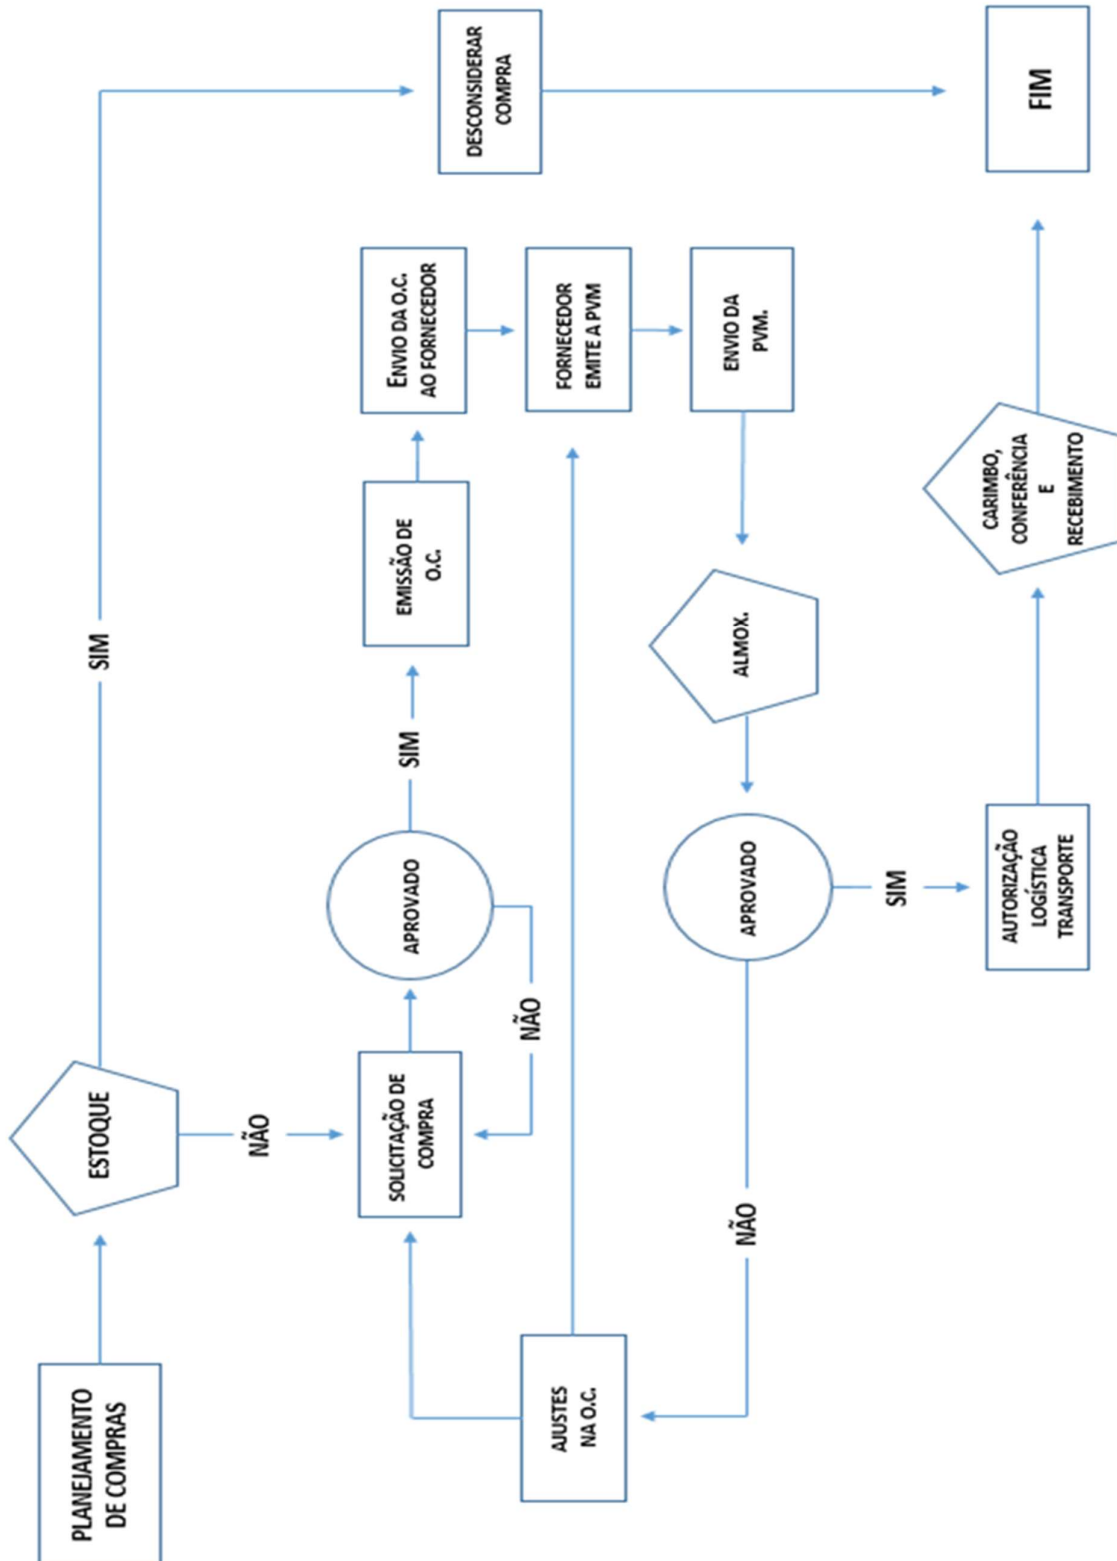 PLANEJAMENTO
DE COMPRAS
ESTOQUE
SIM
DESCONSIDERAR
COMPRA
NÃO
SOLICITAÇÃO DE
COMPRA
APROVADO
SIM
EMISSÃO DE
O.C.
ENVIO DA O.C.
AO FORNECEDOR
NÃO
AJUSTES
NA O.C.
FORNECEDOR
EMITE A PVM
ENVIO DA
PVM.
ALMOX.
APROVADO
NÃO
SIM
AUTORIZAÇÃO
LOGÍSTICA
TRANSPORTE
CARIMBO,
CONFERÊNCIA
E
RECEBIMENTO
FIM